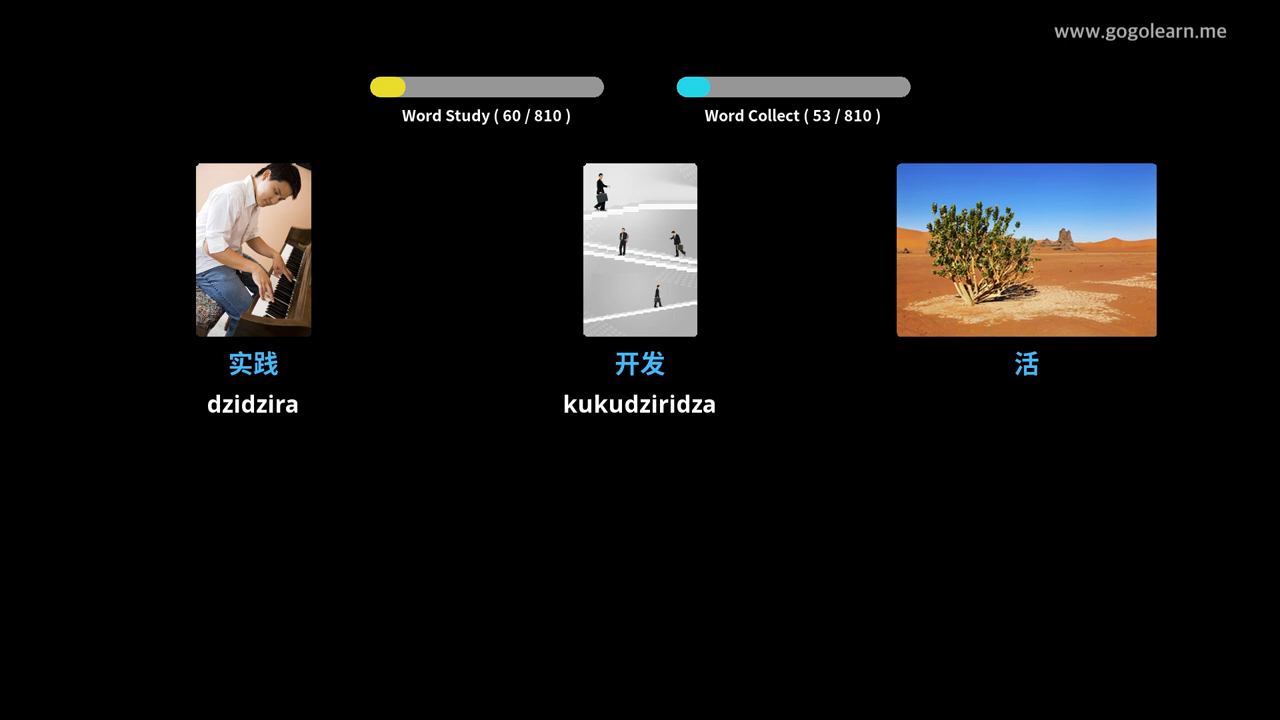 www.gogolearn.me
Word Study ( 60 / 810 )
Word Collect ( 53 / 810 )
实践
开发
活
dzidzira
kukudziridza